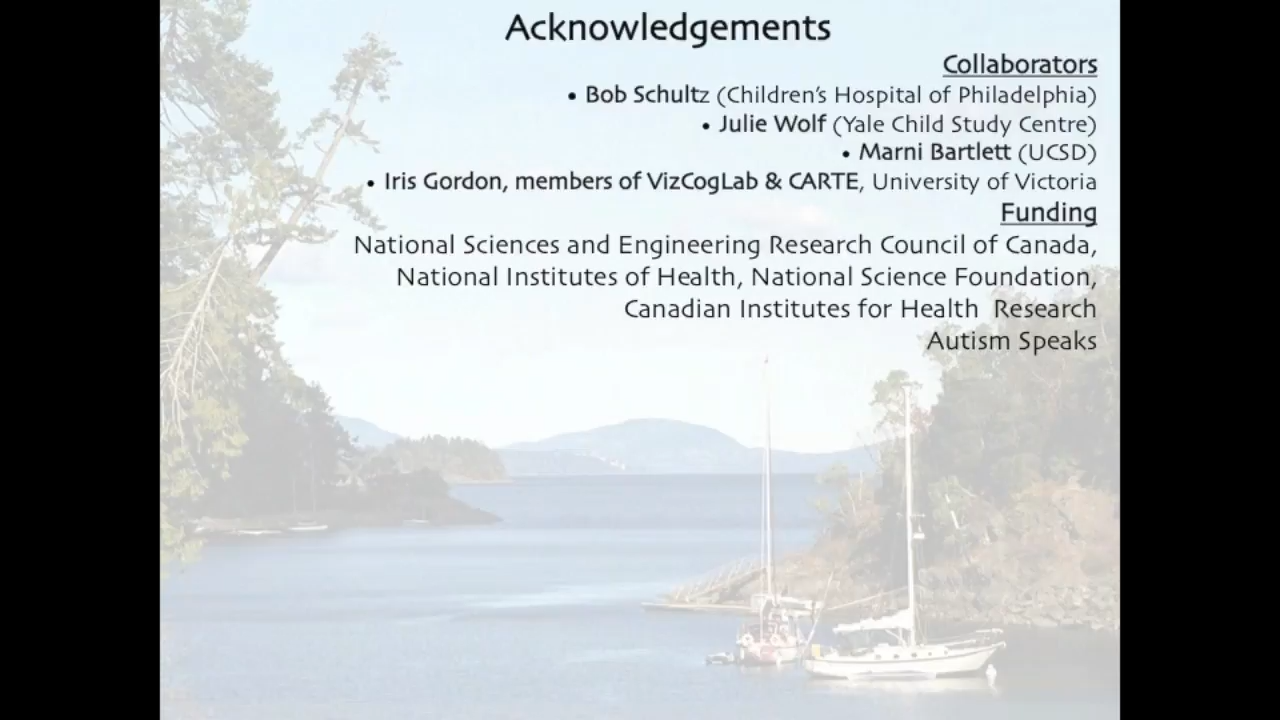 Acknowledgements
Collaborators
• Bob Schultz (Children's Hospital of Philadelphia)
• Julie Wolf (Yale Child Study Centre)
• Marni Bartlett (UCSD)
• Iris Gordon, members of VizCogLab & CARTE, University of Victoria
Funding
National Sciences and Engineering Research Council of Canada,
National Institutes of Health, National Science Foundation,
Canadian Institutes for Health Research
Autism Speaks